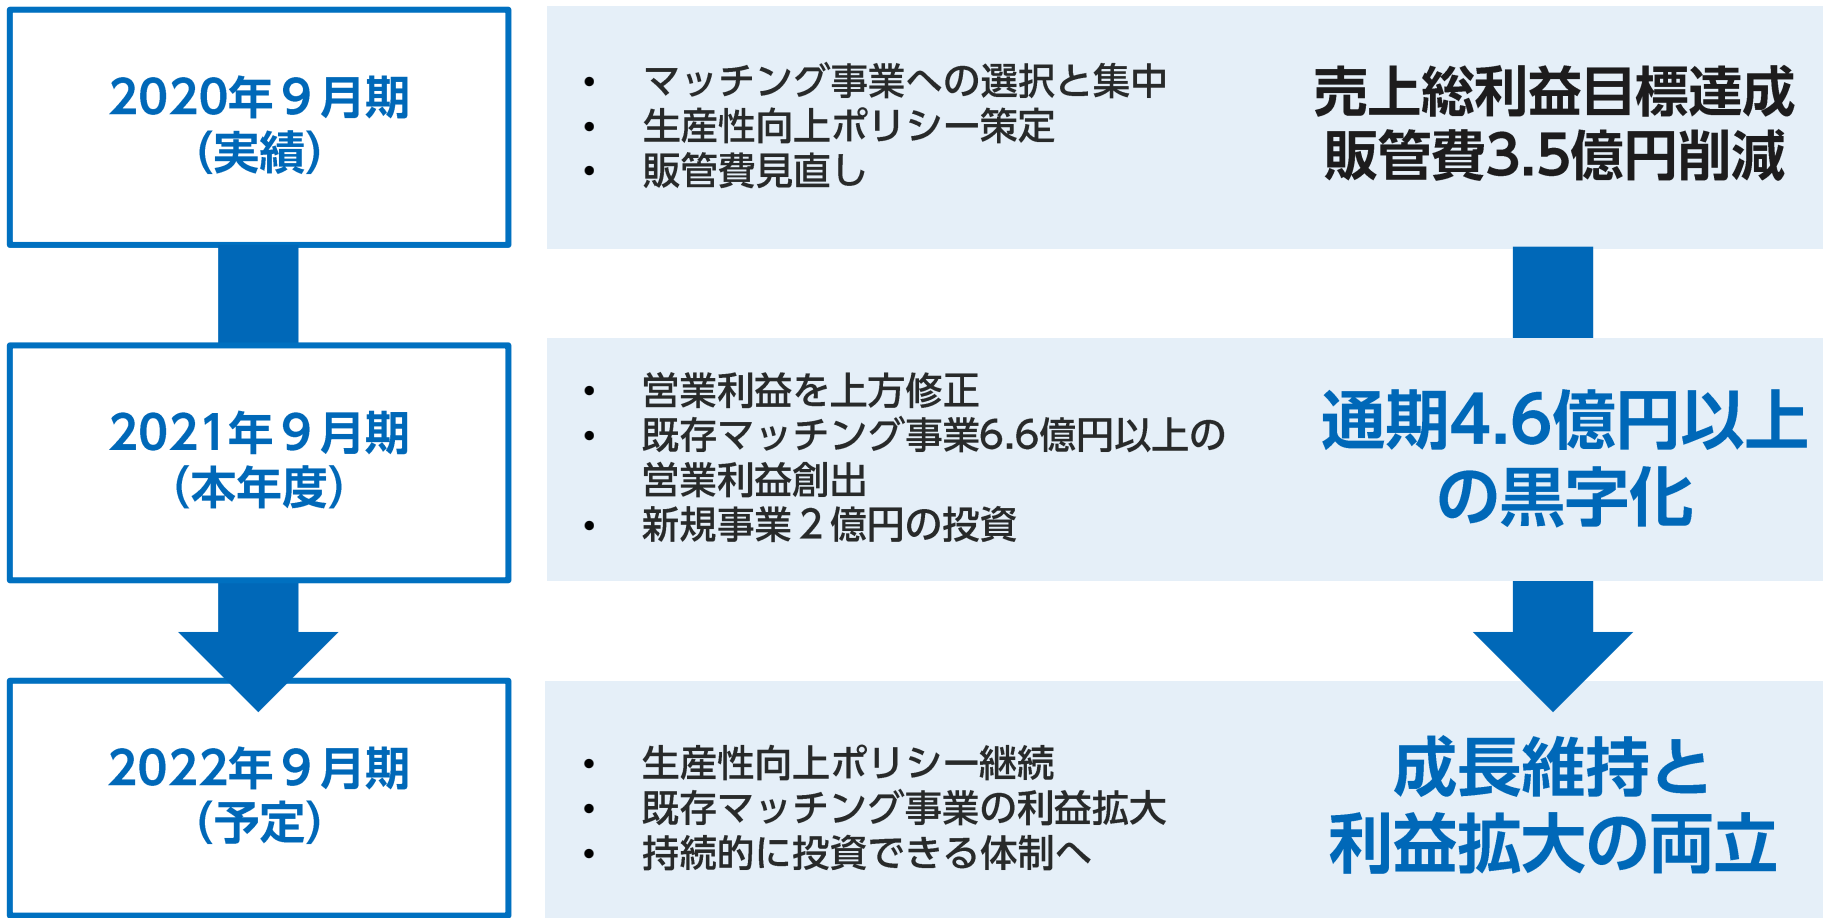 2020年９月期
（実績）
• マッチング事業への選択と集中
• 生産性向上ポリシー策定
• 販管費見直し
売上総利益目標達成
販管費3.5億円削減
2021年９月期
（本年度）
• 営業利益を上方修正
• 既存マッチング事業6.6億円以上の
営業利益創出
• 新規事業２億円の投資
通期4.6億円以上
の黒字化
2022年９月期
（予定）
• 生産性向上ポリシー継続
• 既存マッチング事業の利益拡大
• 持続的に投資できる体制へ
成長維持と
利益拡大の両立